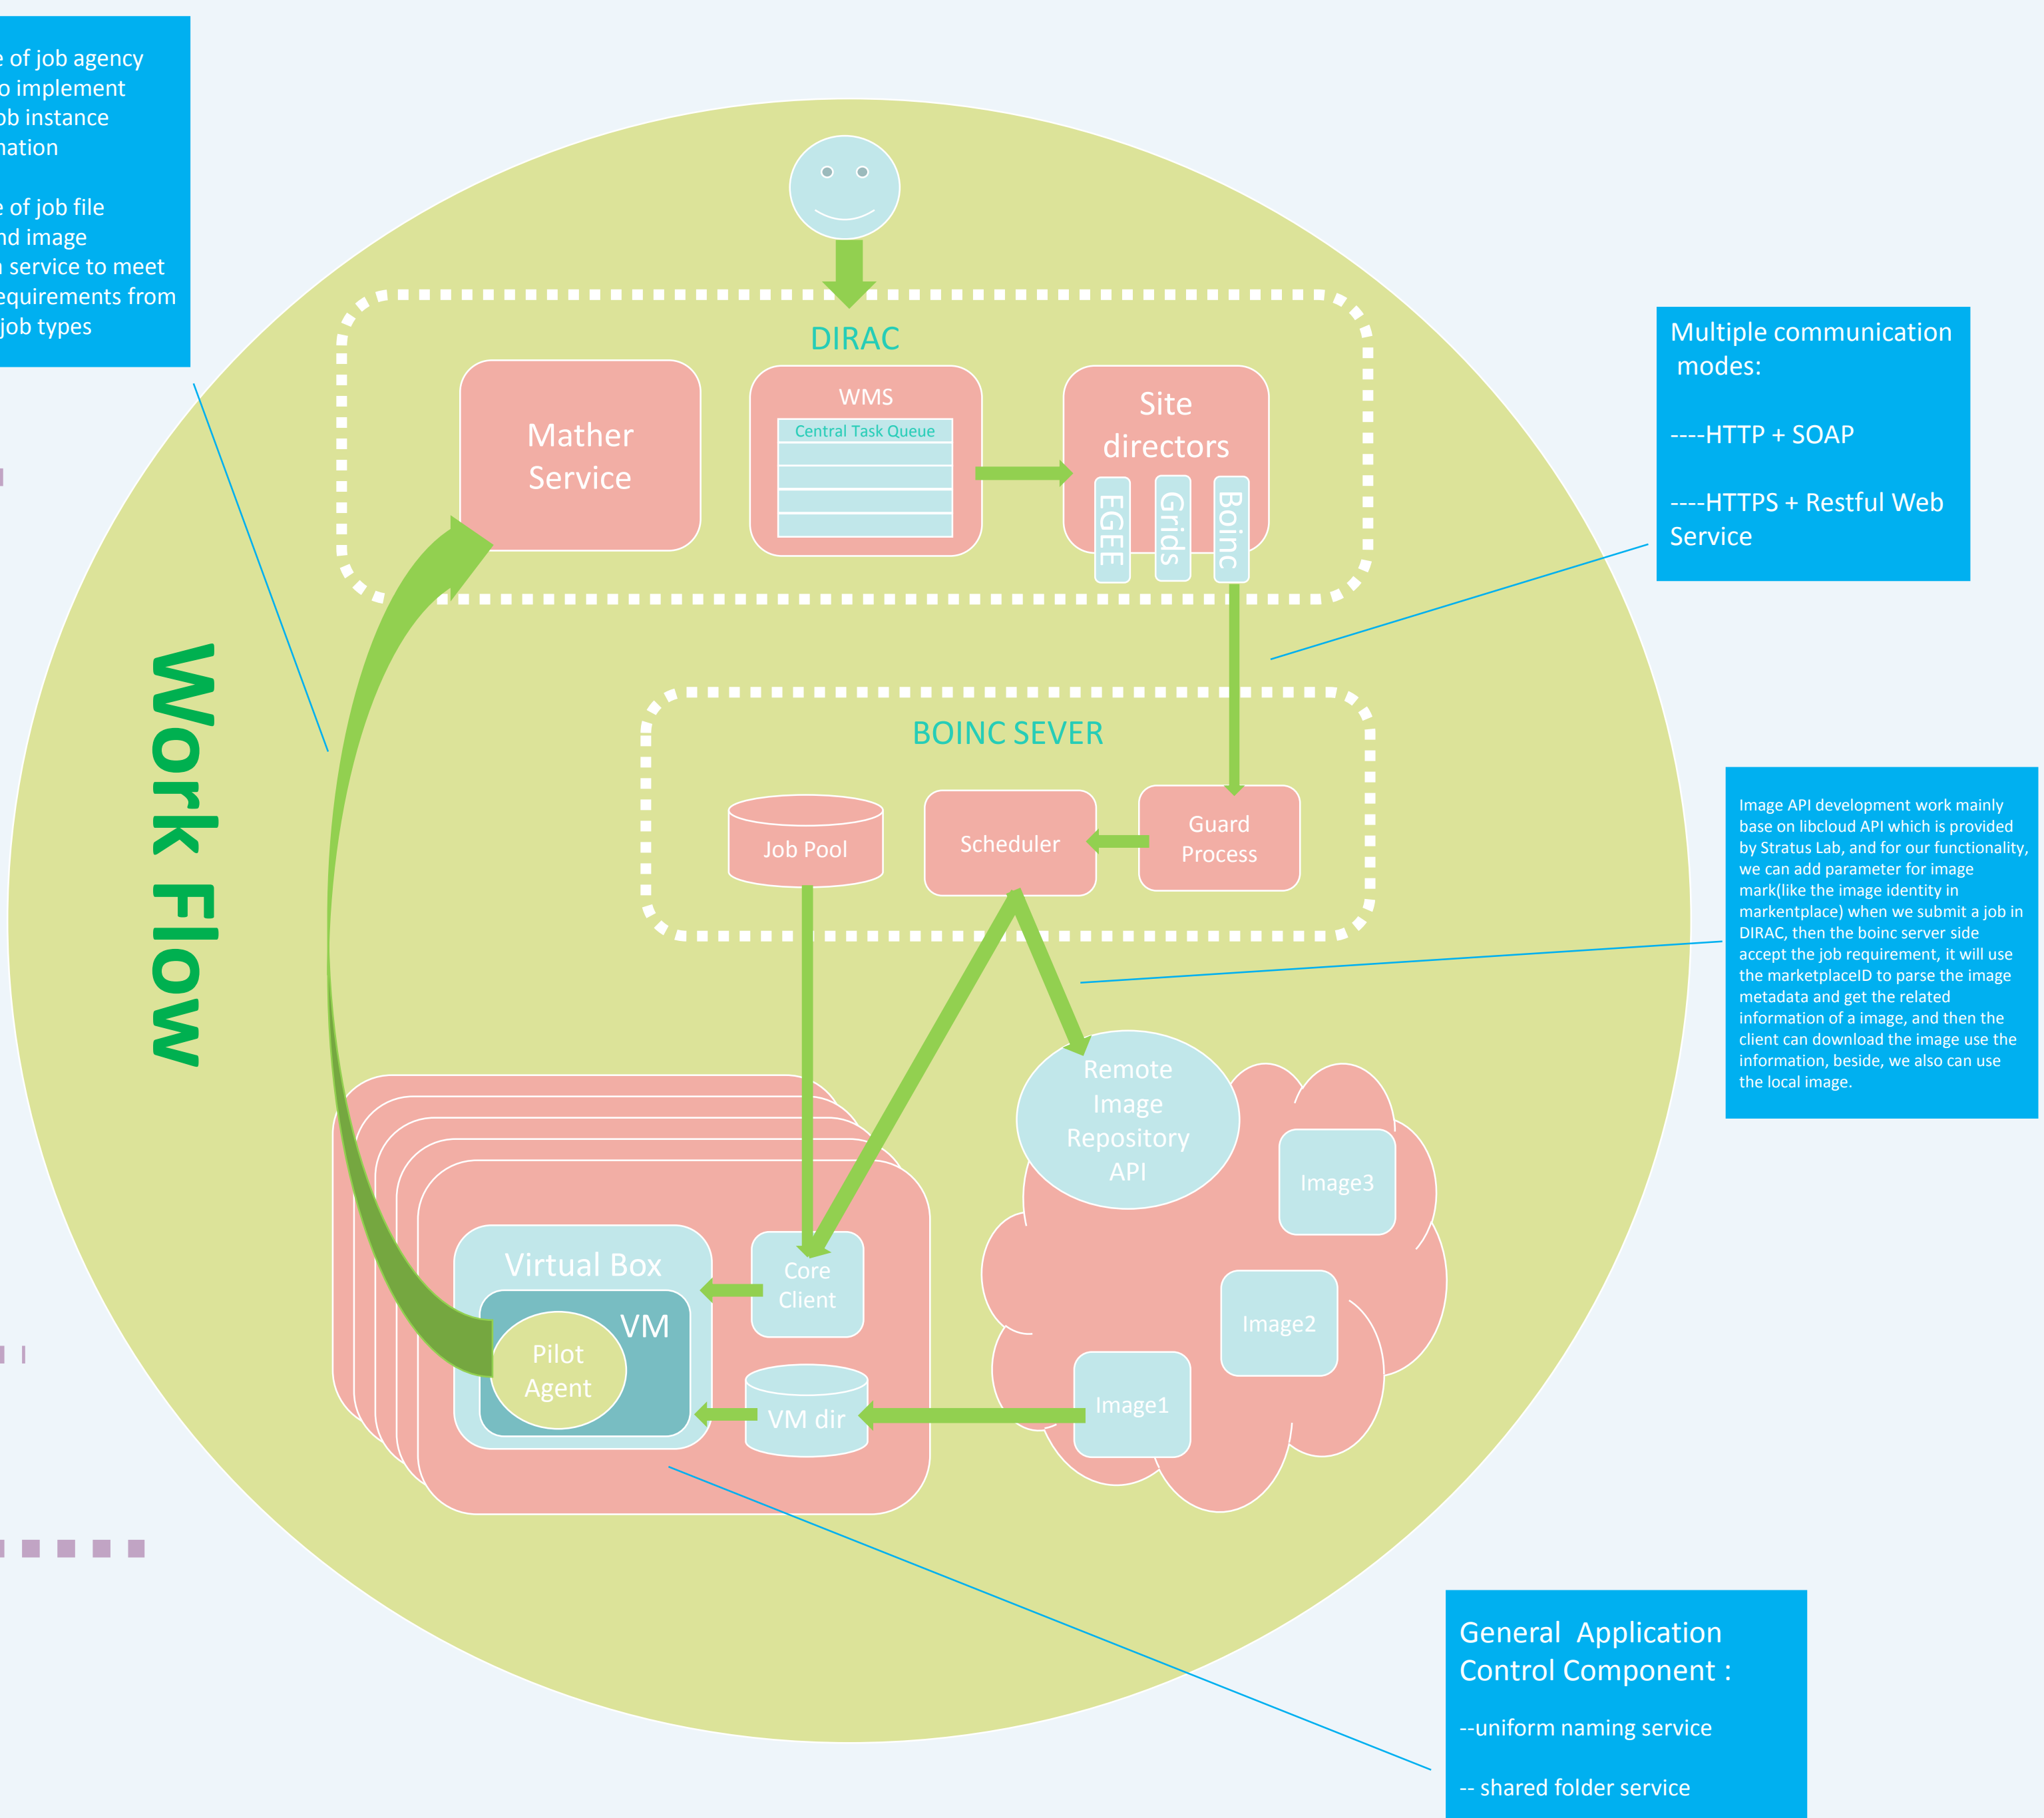 of job agency
implement
instance
of job file
image
service to meet
from
job types
DIRAC
Mather
Service
WMS
Central Task Queue
Site
directors
EGEE
Grids
Boinc
Multiple communication
modes:
----HTTP + SOAP
----HTTPS + Restful Web
Service
Work Flow
BOINC SEVER
Job Pool
Scheduler
Guard
Process
Image API development work mainly
base on libcloud API which is provided
by Stratus Lab, and for our functionality,
we can add parameter for image
mark(like the image identity in
markentplace) when we submit a job in
DIRAC, then the boinc server side
accept the job requirement, it will use
the marketplaceID to parse the image
metadata and get the related
information of a image, and then the
client can download the image use the
information, beside, we also can use
the local image.
Remote
Image
Repository
API
Image3
Image2
Image1
Virtual Box
VM
Pilot
Agent
Core
Client
VM dir
General Application
Control Component :
--uniform naming service
-- shared folder service